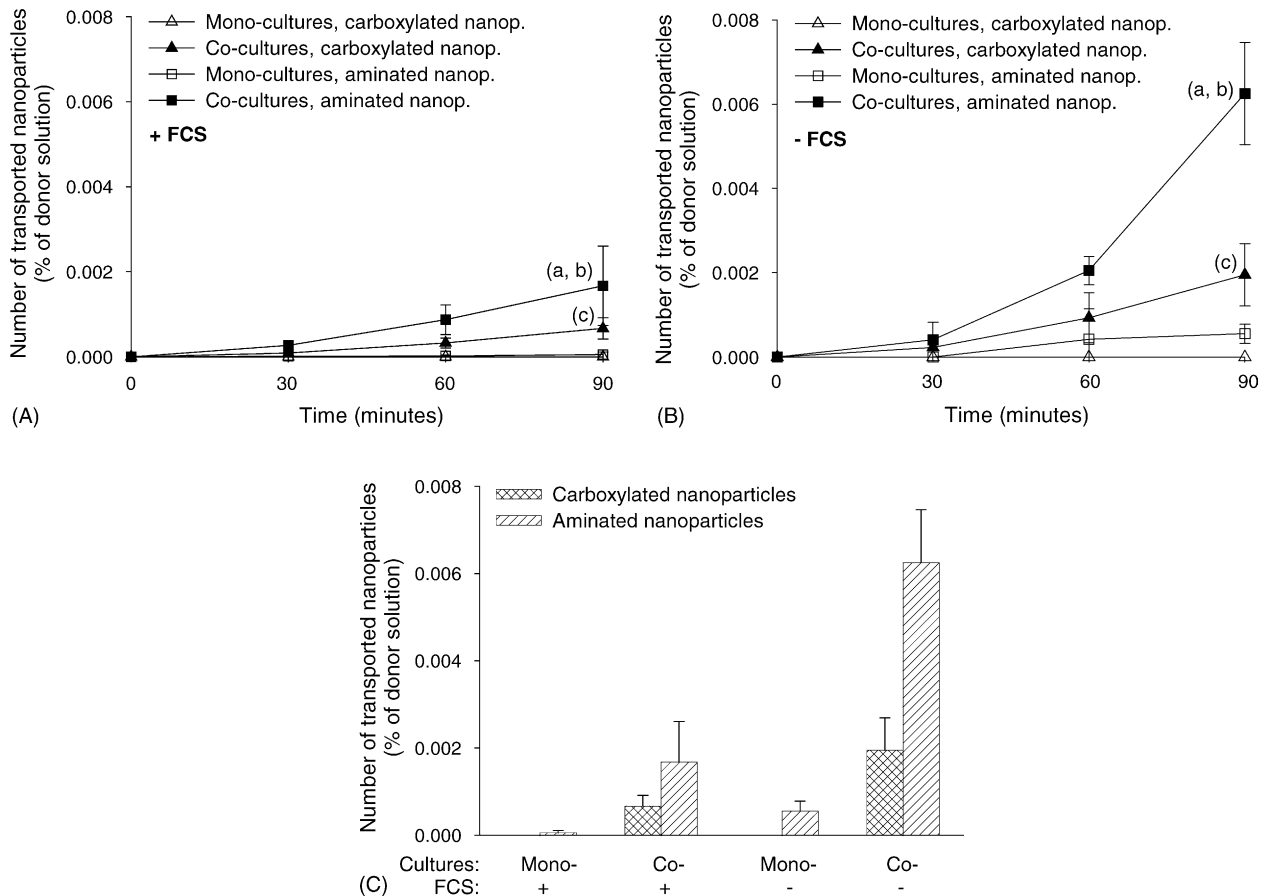 Number of transported nanoparticles
(% of donor solution)
0.008
0.006
0.004
0.002
0.000
Mono-cultures, carboxylated nanop.
Co-cultures, carboxylated nanop.
Mono-cultures, aminated nanop.
Co-cultures, aminated nanop.
+ FCS
(a, b)
(c)
0 30 60 90
(A) Time (minutes)
Number of transported nanoparticles
(% of donor solution)
0.008
0.006
0.004
0.002
0.000
Mono-cultures, carboxylated nanop.
Co-cultures, carboxylated nanop.
Mono-cultures, aminated nanop.
Co-cultures, aminated nanop.
- FCS
(a, b)
(c)
0 30 60 90
(B) Time (minutes)
Number of transported nanoparticles
(% of donor solution)
0.008
0.006
0.004
0.002
0.000
Carboxylated nanoparticles
Aminated nanoparticles
Cultures: Mono- Co- Mono- Co-
(C) FCS: + + - -